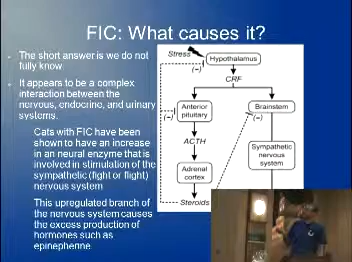 FIC: What causes it?
The short answer is we do not
fully know.
It appears to be a complex
interaction between the
nervous, endocrine, and urinary
systems.
Cats with FIC have been
shown to have an increase
in an neural enzyme that is
involved in stimulation of the
sympathetic (fight or flight)
nervous system
This upregulated branch of
the nervous system causes
the excess production of
hormones such as
epinephrine.
Stress
Hypothalamus
(−)
CRF
Anterior
pituitary
Brainstem
(−)
(−)
ACTH
Adrenal
cortex
Sympathetic
nervous
system
Steroids